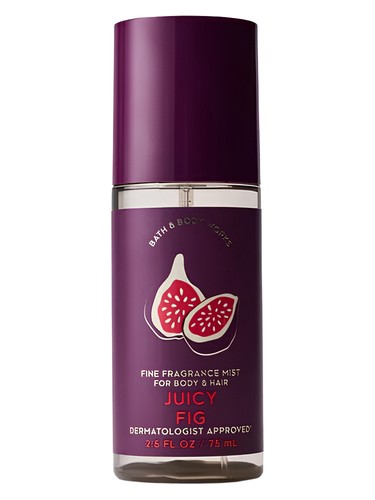 BATH & BODY WORKS
FINE FRAGRANCE MIST
FOR BODY & HAIR
JUICY
FIG
DERMATOLOGIST APPROVED*
2.5 FL OZ / 75 mL